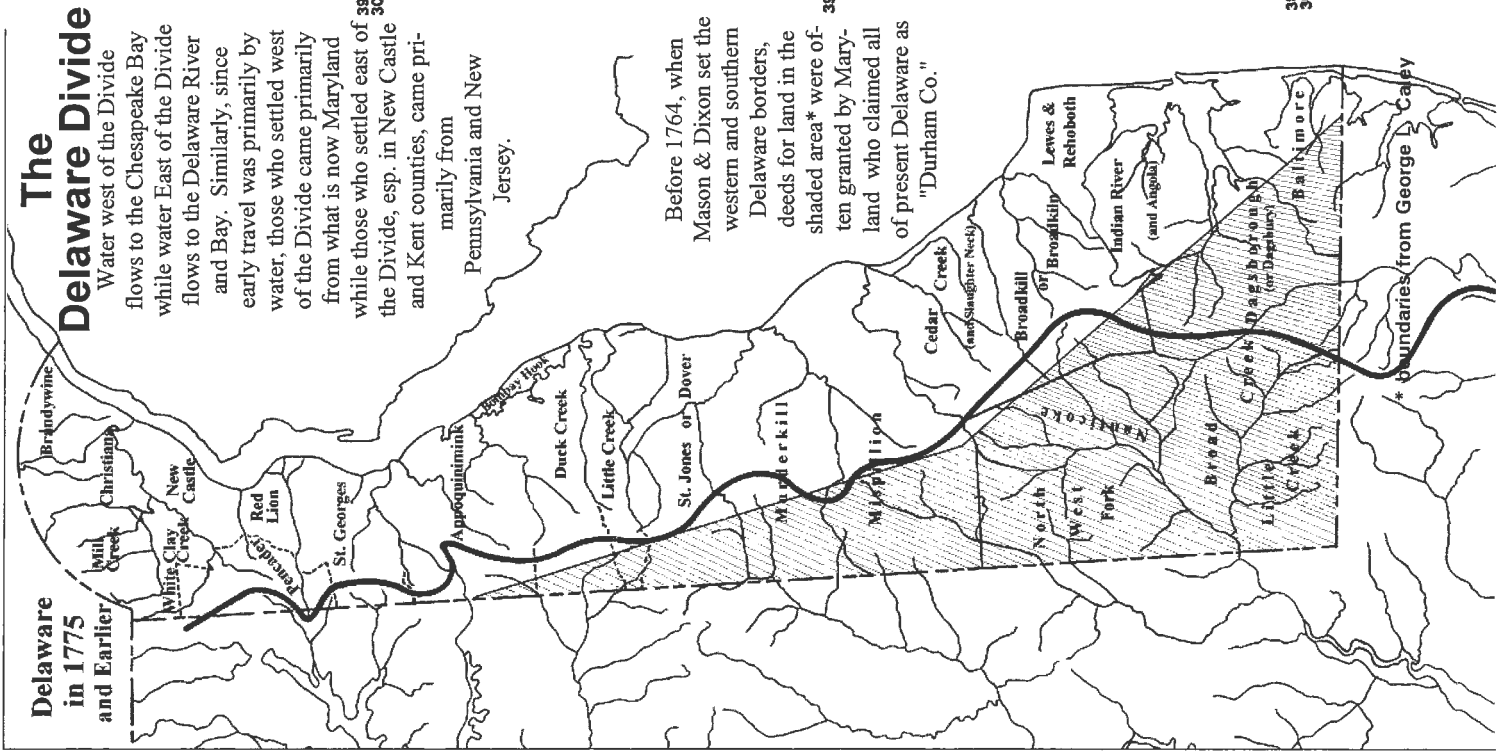 The
Delaware Divide
Water west of the Divide
flows to the Chesapeake Bay
while water East of the Divide
flows to the Delaware River
and Bay. Similarly, since
early travel was primarily by
water, those who settled west
of the Divide came primarily
from what is now Maryland
while those who settled east of
the Divide, esp. in New Castle
and Kent counties, came pri-
marily from
Pennsylvania and New
Jersey.
Before 1764, when
Mason & Dixon set the
western and southern
Delaware borders,
deeds for land in the
shaded area* were of-
ten granted by Mary-
land who claimed all
of present Delaware as
"Durham Co."
Delaware
in 1775
and Earlier
Brandywine
Christiana
Mill
Creek
White Clay
Creek
New
Castle
Pencader
Red
Lion
St. Georges
Appoquinimink
Bombay Hook
Duck Creek
Little Creek
St. Jones or Dover
Murderkill
Mispillion
Cedar Creek
(and Slaughter Neck)
Broadkill
or
Broadkiln
Lewes &
Rehoboth
Indian River
(and Angola)
Nanticoke
North
West
Fork
Broad
Creek
Little
Creek
Dagsborough
(or Dagsbury)
Baltimore
* boundaries from George L Caley
39
30
39
39
30